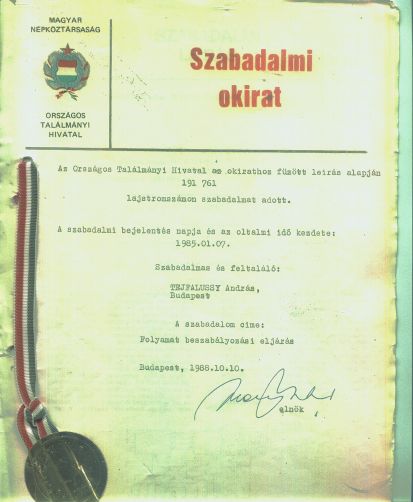 MAGYAR
NÉPKÖZTÁRSASÁG
ORSZÁGOS
TALÁLMÁNYI
HIVATAL
Szabadalmi
okirat
Az Országos Találmányi Hivatal az okirathoz fűzött leírás alapján
191 761
lajstromszámon szabadalmat adott.
A szabadalmi bejelentés napja és az oltalmi idő kezdete:
1985.01.07.
Szabadalmas és feltaláló:
TEJFALUSSY András,
Budapest
A szabadalom címe:
Folyamat beszabályozási eljárás
Budapest, 1988.10.10.
elnök